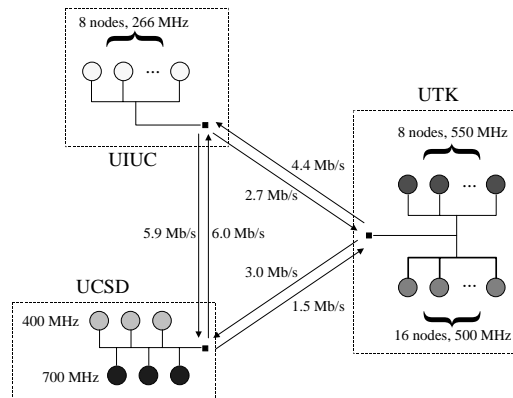 8 nodes, 266 MHz
...
UIUC
UTK
8 nodes, 550 MHz
...
4.4 Mb/s
2.7 Mb/s
5.9 Mb/s
6.0 Mb/s
3.0 Mb/s
1.5 Mb/s
...
16 nodes, 500 MHz
UCSD
400 MHz
700 MHz